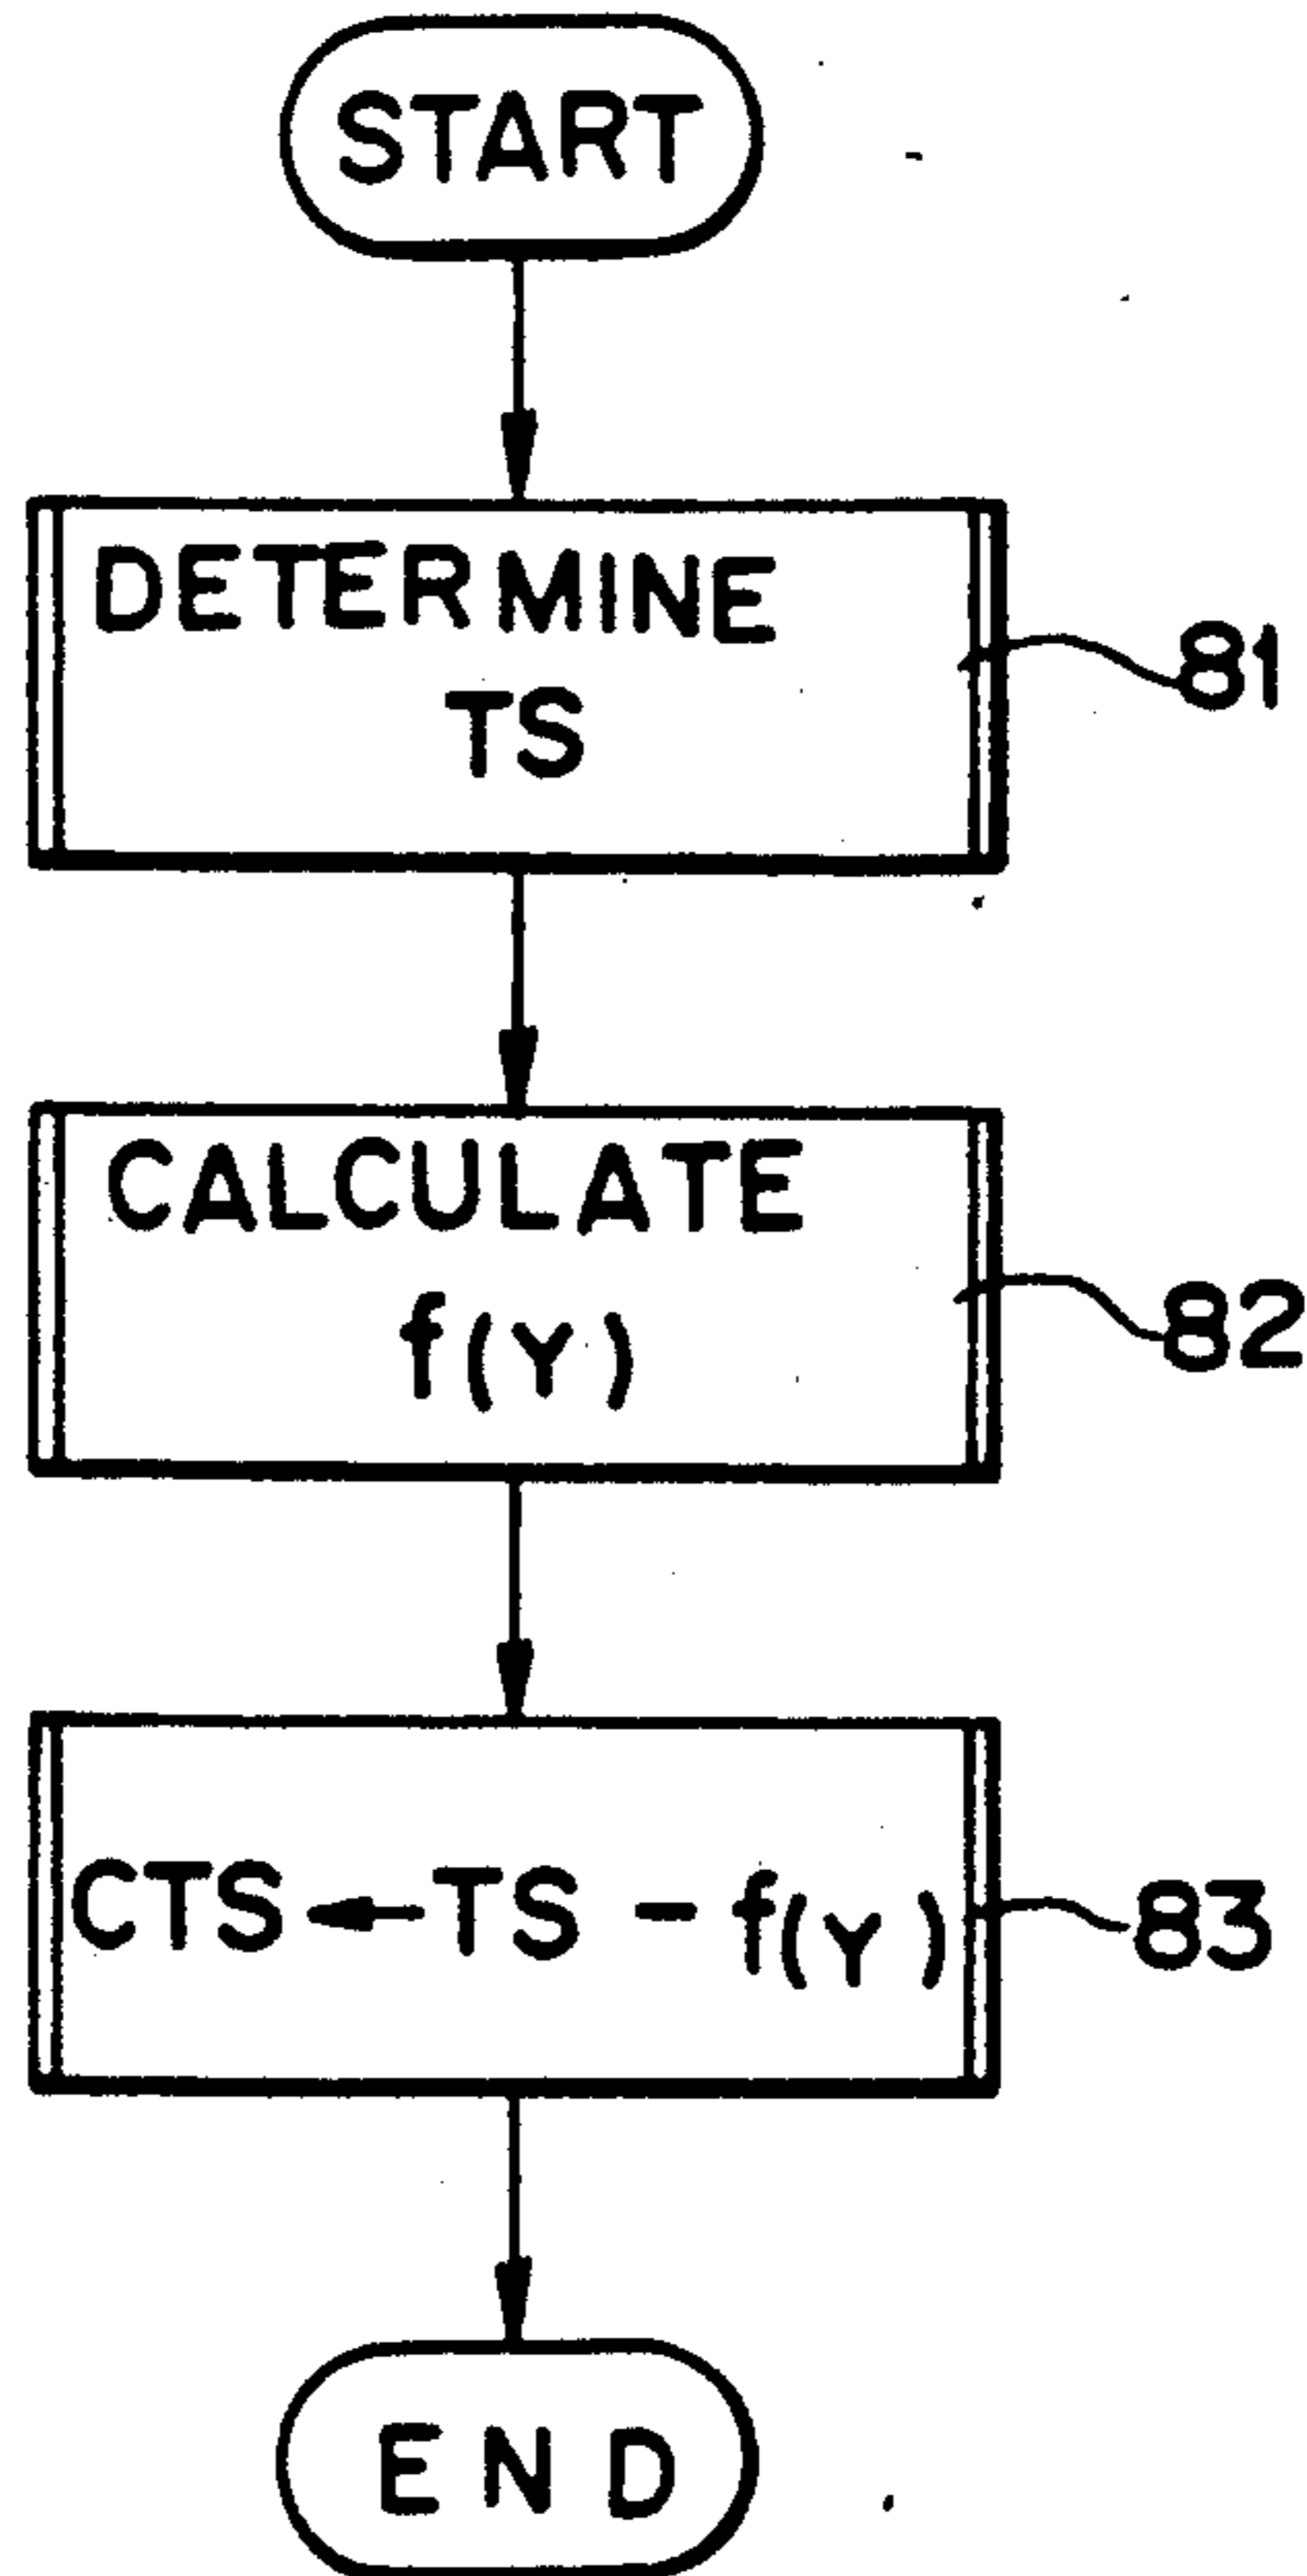 START
DETERMINE
TS
81
CALCULATE
f(Y)
82
CTS ← TS - f(Y)
83
END